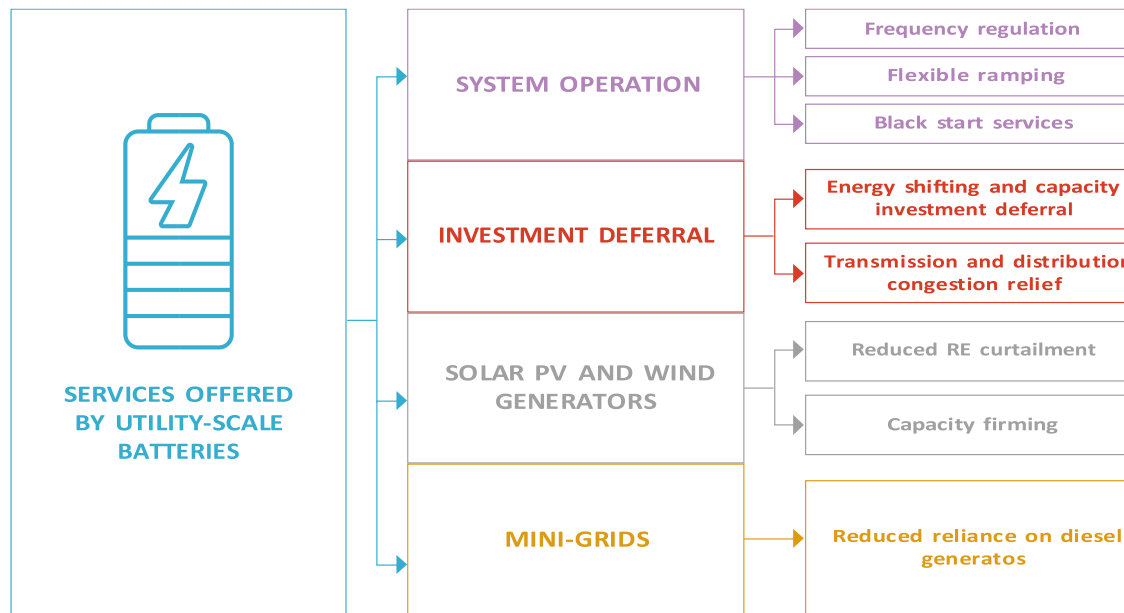 SERVICES OFFERED
BY UTILITY-SCALE
BATTERIES
SYSTEM OPERATION
Frequency regulation
Flexible ramping
Black start services
INVESTMENT DEFERRAL
Energy shifting and capacity
investment deferral
Transmission and distribution
congestion relief
SOLAR PV AND WIND
GENERATORS
Reduced RE curtailment
Capacity firming
MINI-GRIDS
Reduced reliance on diesel
generatos